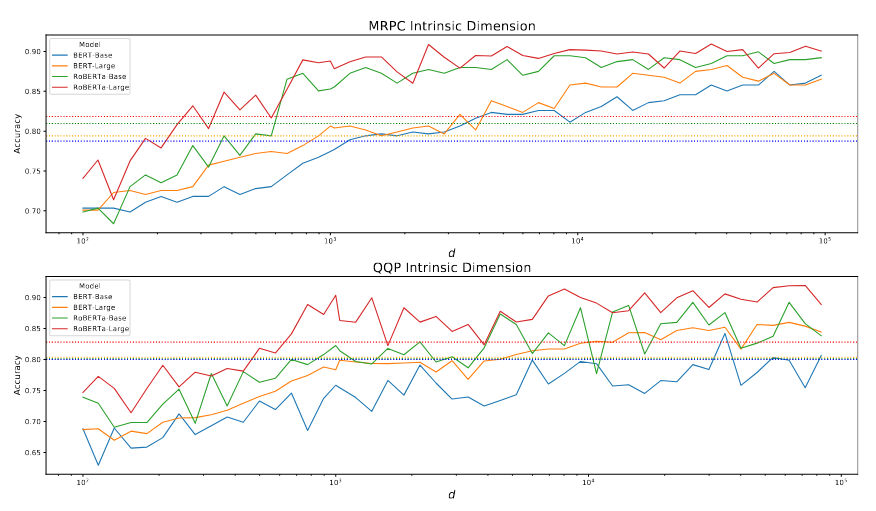 MRPC Intrinsic Dimension
Accuracy
0.90
0.85
0.80
0.75
0.70
Model
BERT-Base
BERT-Large
RoBERTa-Base
RoBERTa-Large
10² 10³ 10⁴ 10⁵
d
QQP Intrinsic Dimension
Accuracy
0.90
0.85
0.80
0.75
0.70
0.65
Model
BERT-Base
BERT-Large
RoBERTa-Base
RoBERTa-Large
10² 10³ 10⁴ 10⁵
d